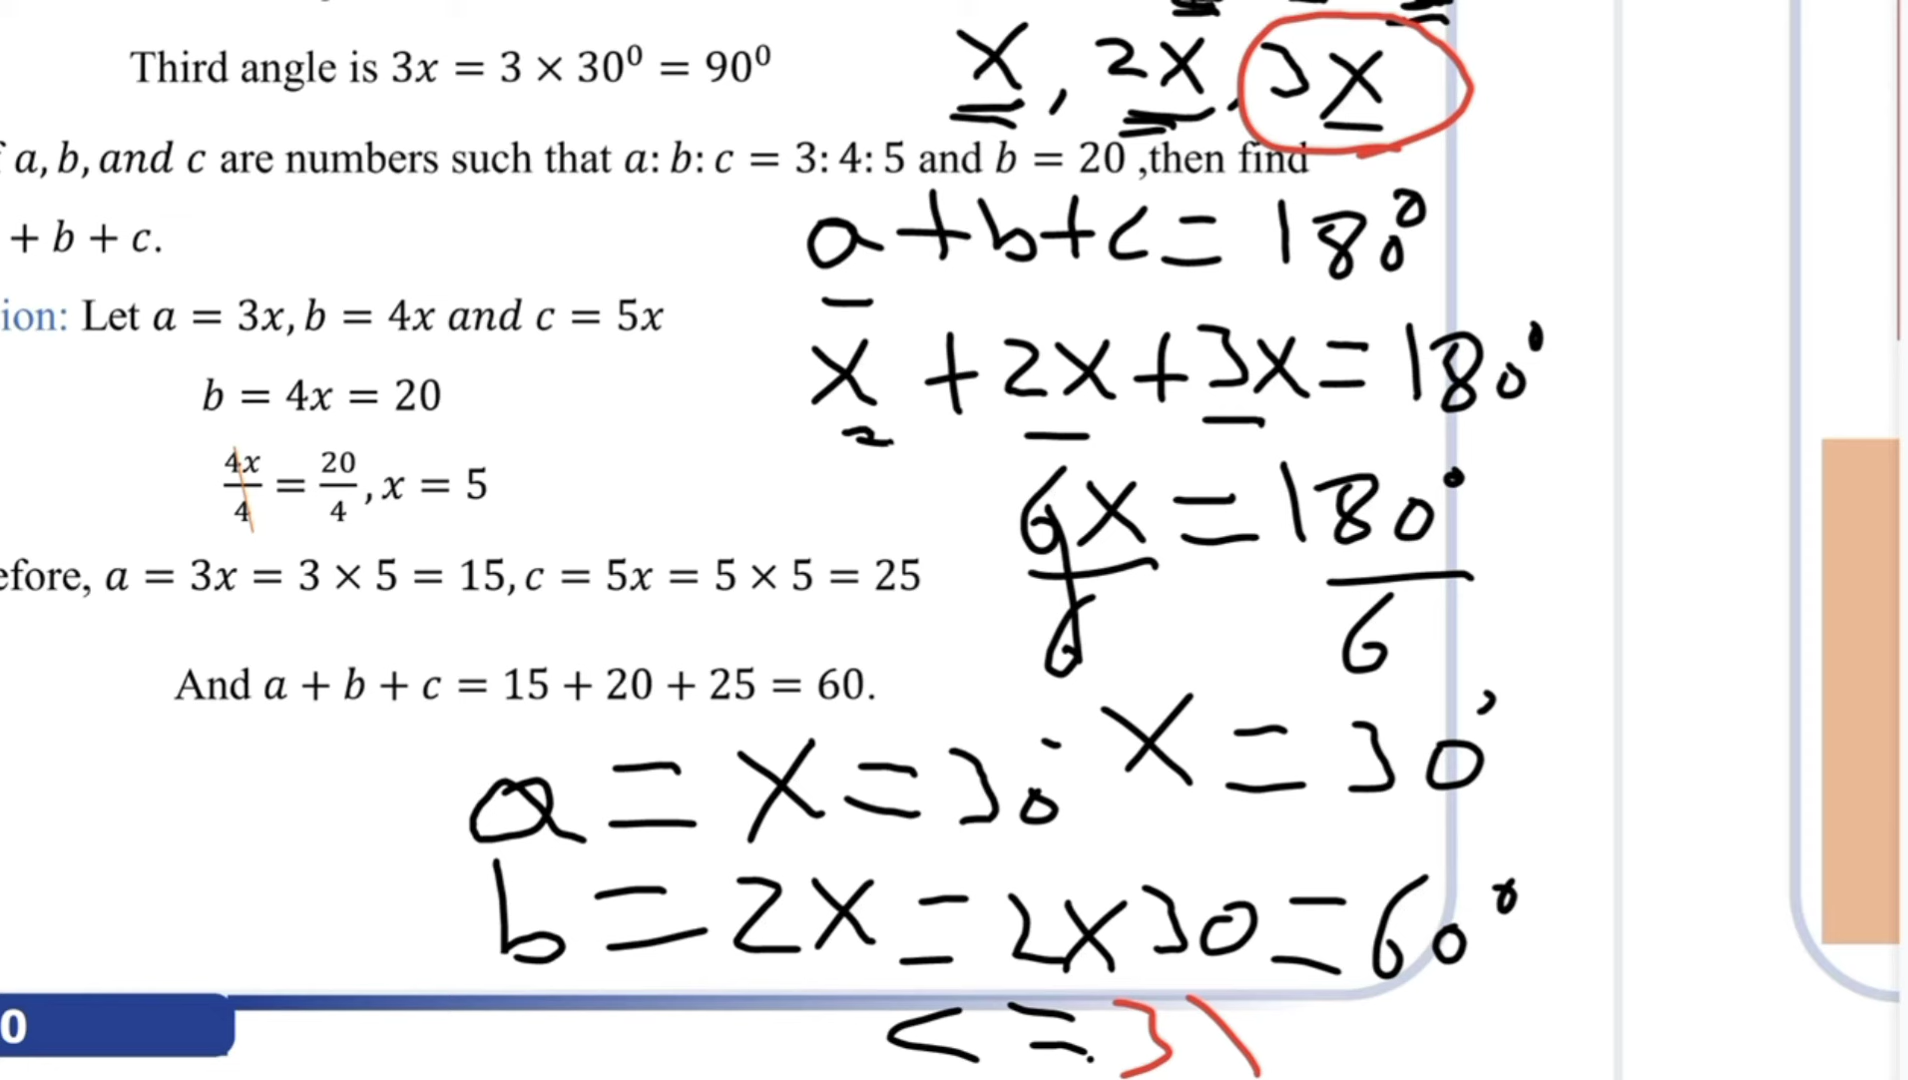 Third angle is 3x = 3 × 30⁰ = 90⁰
x, 2x, 3x
a, b, and c are numbers such that a: b: c = 3: 4: 5 and b = 20 ,then find
+ b + c.
a+b+c = 180°
ion: Let a = 3x, b = 4x and c = 5x
x + 2x + 3x = 180°
b = 4x = 20
4x/4 = 20/4 , x = 5
6x/6 = 180°/6
efore, a = 3x = 3 × 5 = 15, c = 5x = 5 × 5 = 25
And a + b + c = 15 + 20 + 25 = 60.
x = 30°
a = x = 30°
b = 2x = 2x30 = 60°
c = 3
0